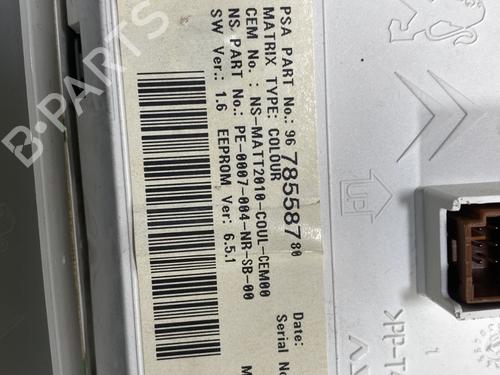 PSA PART No.: 96 785587 80
MATRIX TYPE: COLOUR
CEM No. : NS-MATT2010-COUL-CEM00
NS PART No.: PE-0007-004-NR-SB-00
SW Ver.: 1.6 EEPROM Ver: 6.5.1
Date:
Serial No
UP
1
B-PARTS